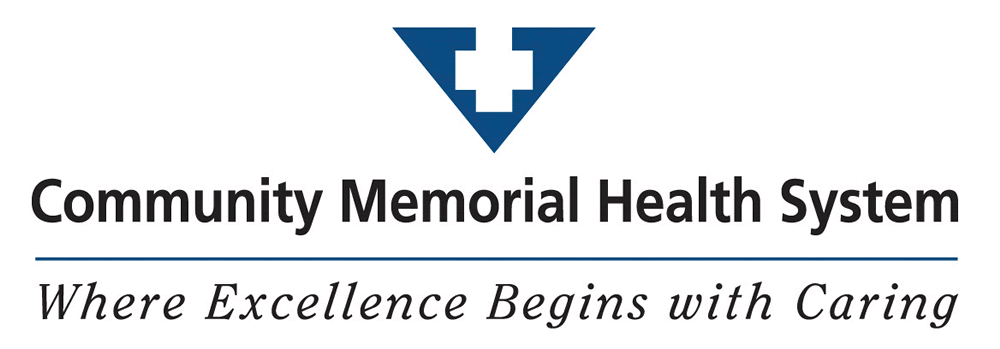 Community Memorial Health System
Where Excellence Begins with Caring